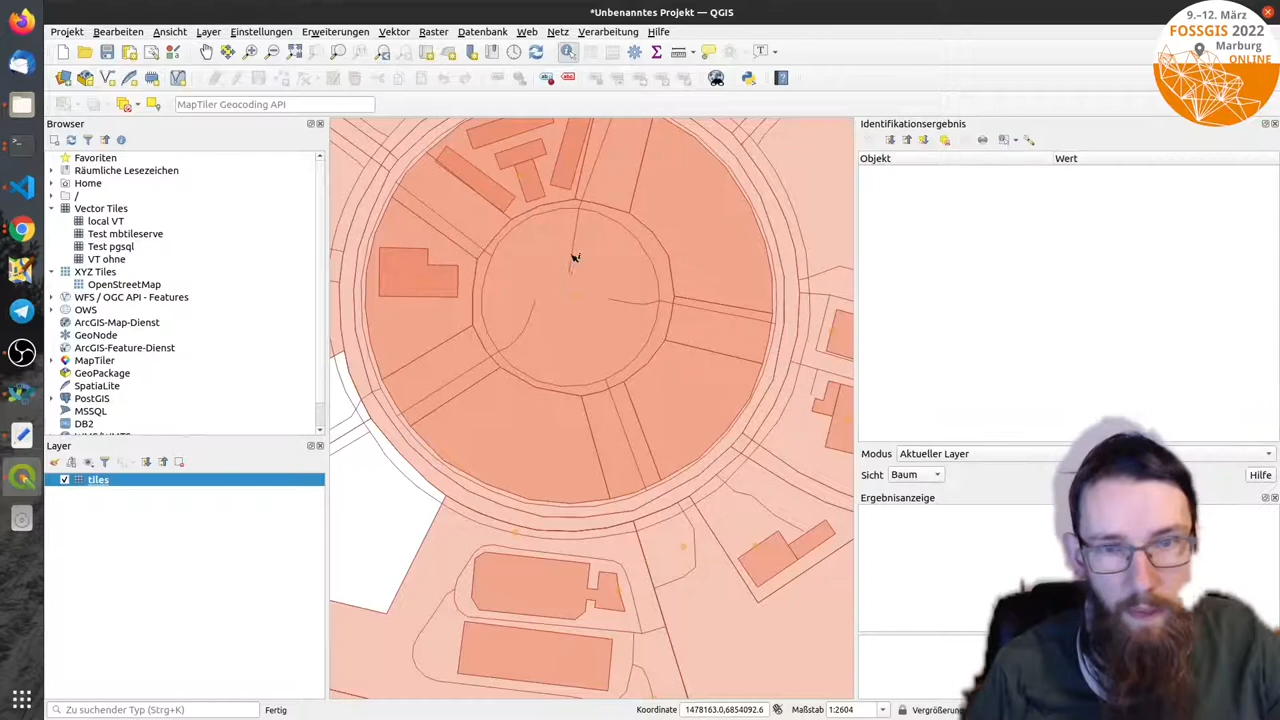 *Unbenanntes Projekt — QGIS
9.–12. März
FOSSGIS 2022
Marburg
ONLINE
Projekt Bearbeiten Ansicht Layer Einstellungen Erweiterungen Vektor Raster Datenbank Web Netz Verarbeitung Hilfe
MapTiler Geocoding API
Browser
Favoriten
Räumliche Lesezeichen
Home
/
Vector Tiles
local VT
Test mbtileserve
Test pgsql
VT ohne
XYZ Tiles
OpenStreetMap
WFS / OGC API - Features
OWS
ArcGIS-Map-Dienst
GeoNode
ArcGIS-Feature-Dienst
MapTiler
GeoPackage
SpatiaLite
PostGIS
MSSQL
DB2
Layer
tiles
Identifikationsergebnis
Objekt Wert
Modus Aktueller Layer
Sicht Baum Hilfe
Ergebnisanzeige
Zu suchender Typ (Strg+K) Fertig Koordinate 1478163.0,6854092.6 Maßstab 1:2604